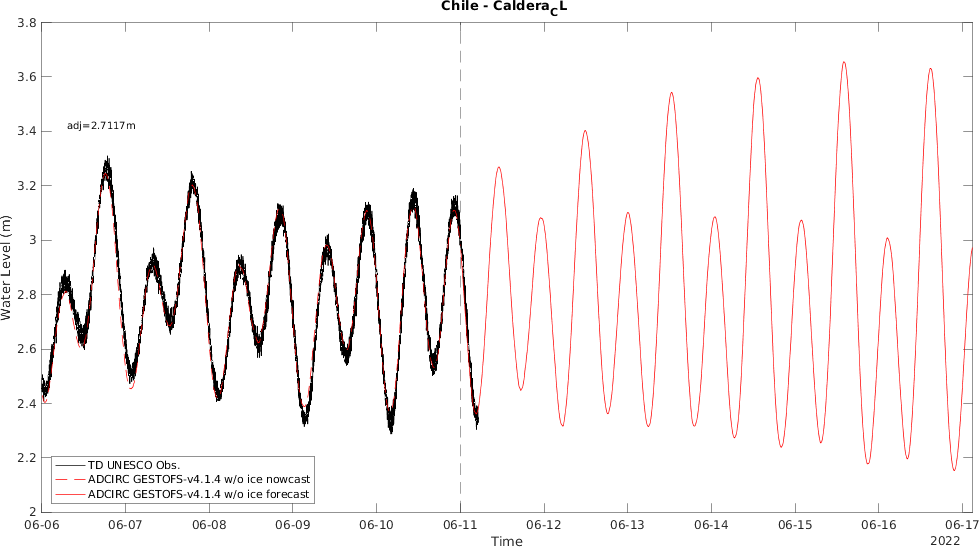 Chile - Caldera_CL
3.8
3.6
3.4
3.2
3
2.8
2.6
2.4
2.2
2
Water Level (m)
adj=2.7117m
TD UNESCO Obs.
ADCIRC GESTOFS-v4.1.4 w/o ice nowcast
ADCIRC GESTOFS-v4.1.4 w/o ice forecast
06-06 06-07 06-08 06-09 06-10 06-11 06-12 06-13 06-14 06-15 06-16 06-17
Time
2022